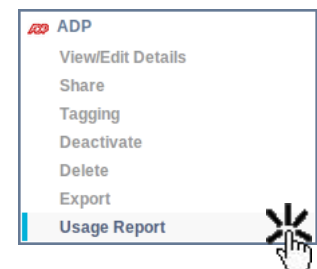 ADP
View/Edit Details
Share
Tagging
Deactivate
Delete
Export
Usage Report